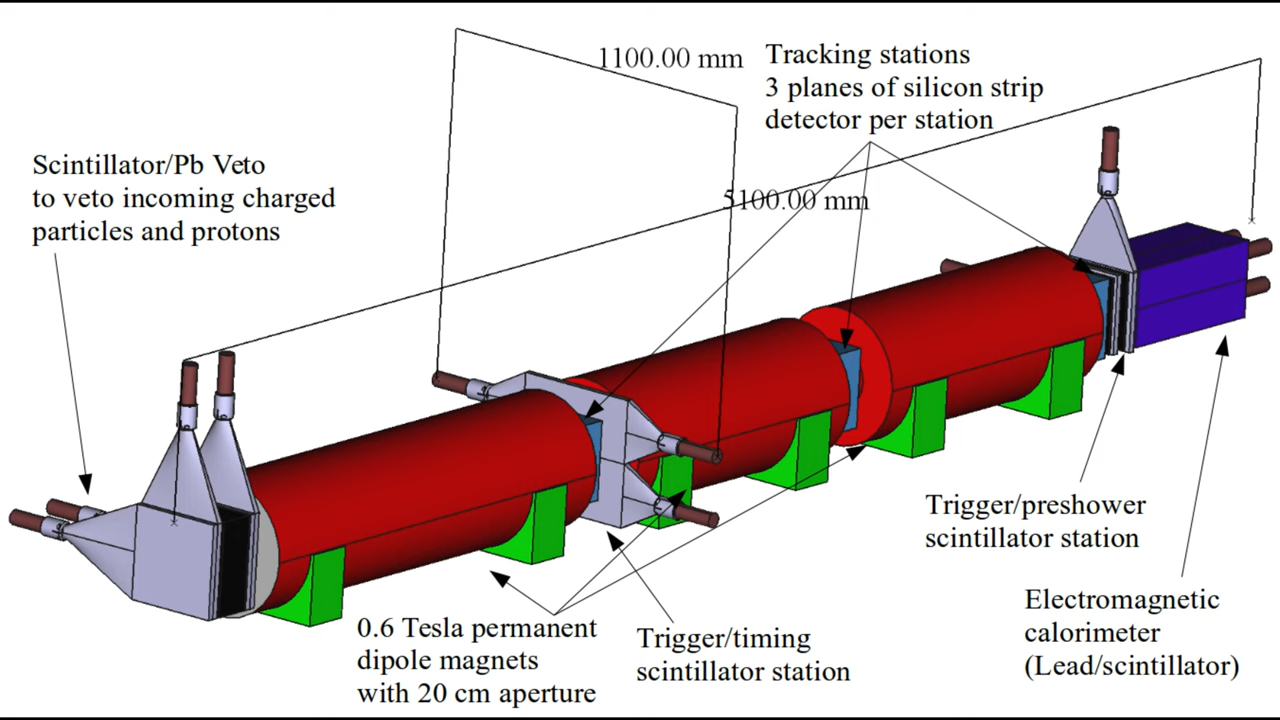 1100.00 mm
Tracking stations
3 planes of silicon strip
detector per station
Scintillator/Pb Veto
to veto incoming charged
particles and protons
5100.00 mm
Trigger/preshower
scintillator station
Electromagnetic
calorimeter
(Lead/scintillator)
0.6 Tesla permanent
dipole magnets
with 20 cm aperture
Trigger/timing
scintillator station